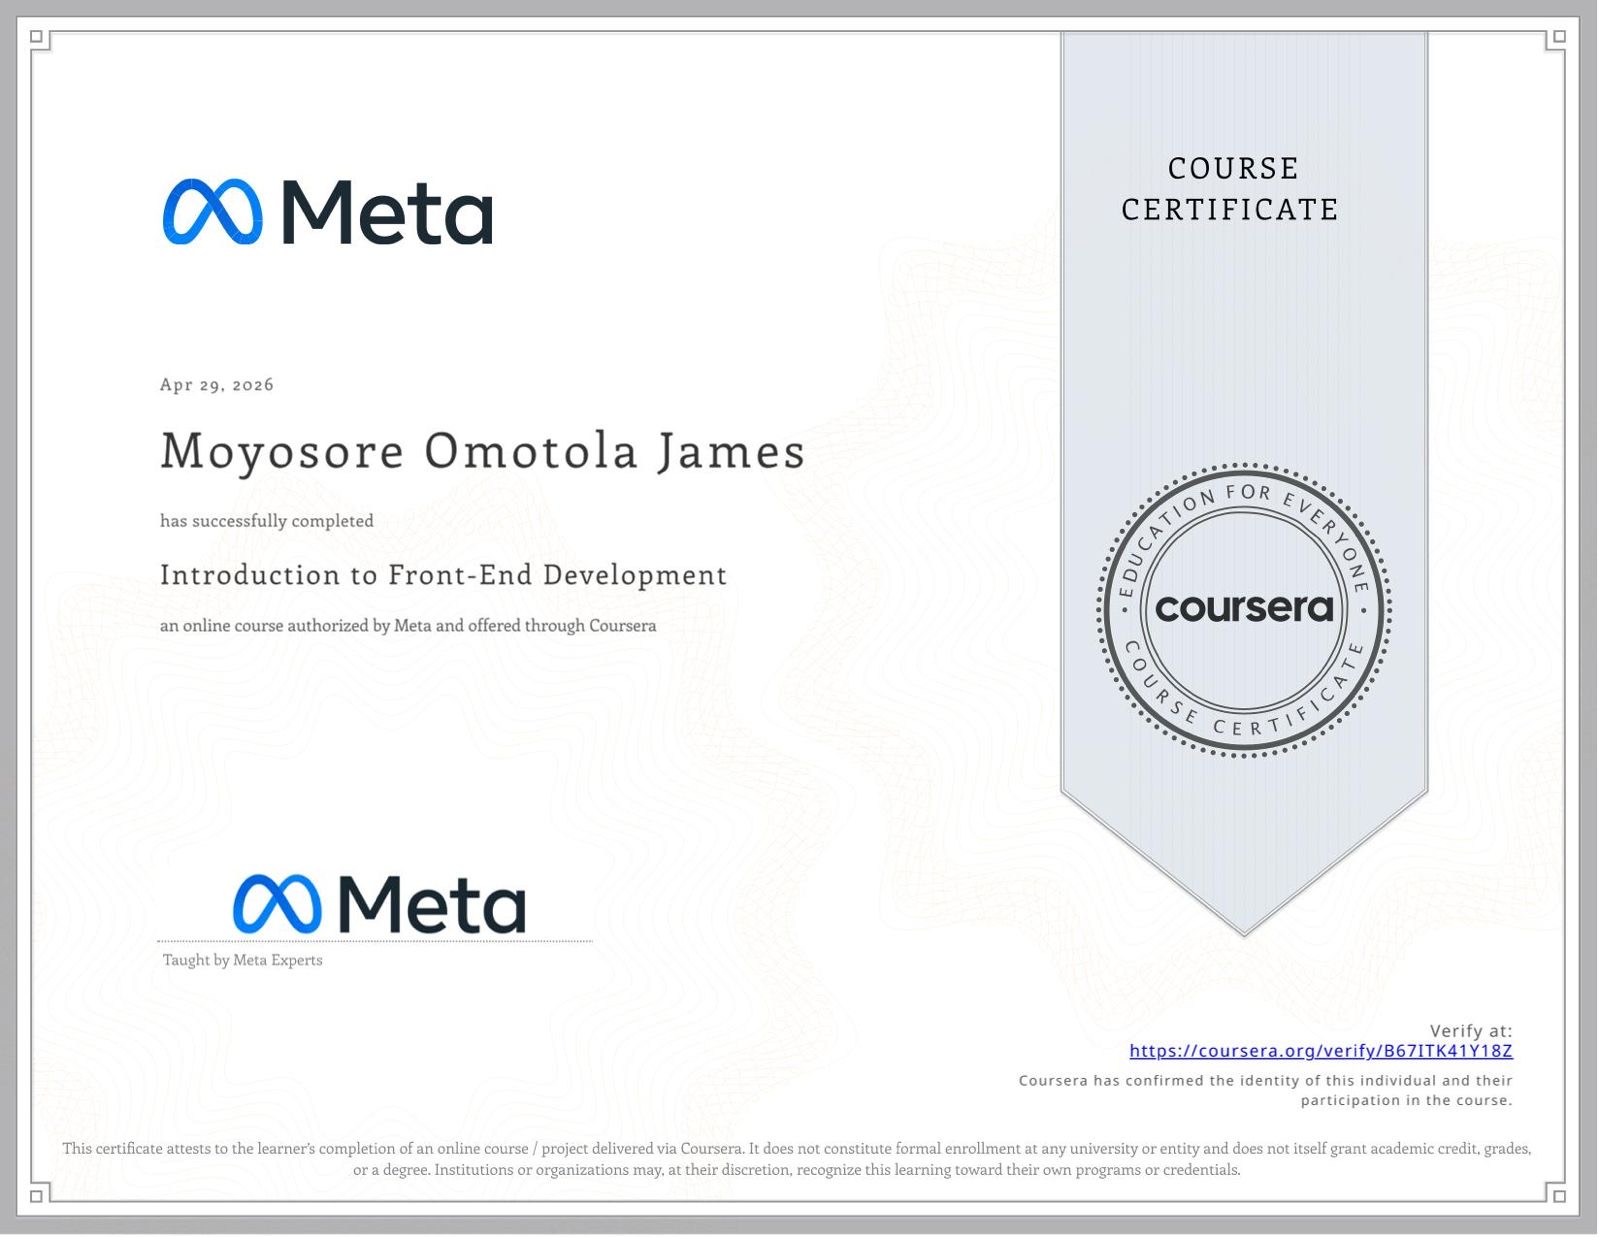 Meta
COURSE
CERTIFICATE
Apr 29, 2026
Moyosore Omotola James
has successfully completed
Introduction to Front-End Development
an online course authorized by Meta and offered through Coursera
EDUCATION FOR EVERYONE
coursera
COURSE CERTIFICATE
Meta
Taught by Meta Experts
Verify at:
https://coursera.org/verify/B67ITK41Y18Z
Coursera has confirmed the identity of this individual and their
participation in the course.
This certificate attests to the learner's completion of an online course / project delivered via Coursera. It does not constitute formal enrollment at any university or entity and does not itself grant academic credit, grades,
or a degree. Institutions or organizations may, at their discretion, recognize this learning toward their own programs or credentials.